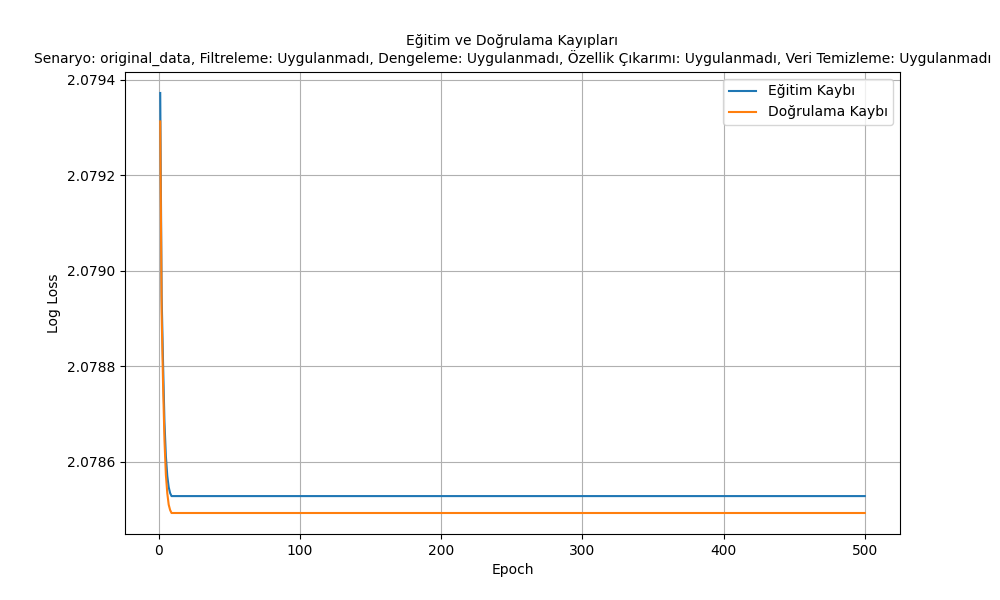 Eğitim ve Doğrulama Kayıpları
Senaryo: original_data, Filtreleme: Uygulanmadı, Dengeleme: Uygulanmadı, Özellik Çıkarımı: Uygulanmadı, Veri Temizleme: Uygulanmadı
Eğitim Kaybı
Doğrulama Kaybı
Log Loss
2.0794
2.0792
2.0790
2.0788
2.0786
0 100 200 300 400 500
Epoch